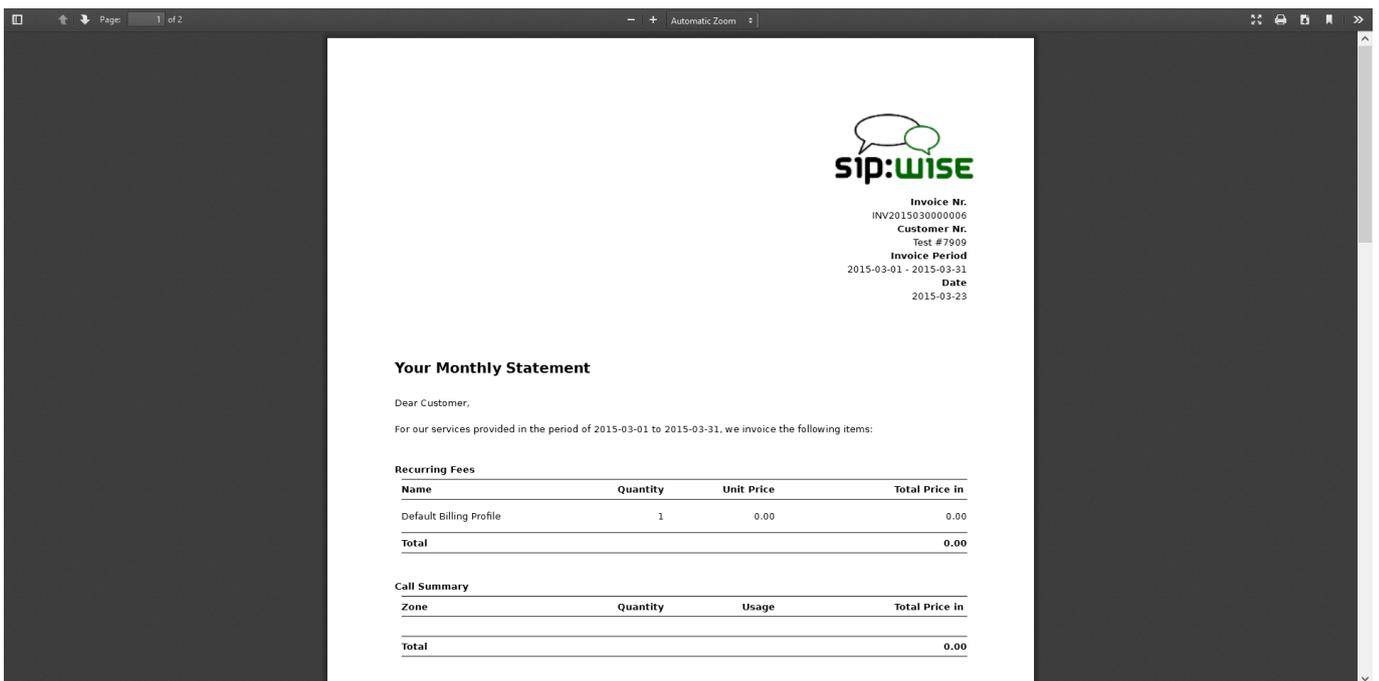 Page: 1 of 2 Automatic Zoom
sip:wise
Invoice Nr.
INV2015030000006
Customer Nr.
Test #7909
Invoice Period
2015-03-01 - 2015-03-31
Date
2015-03-23
Your Monthly Statement
Dear Customer,
For our services provided in the period of 2015-03-01 to 2015-03-31, we invoice the following items:
Recurring Fees
Name Quantity Unit Price Total Price in
Default Billing Profile 1 0.00 0.00
Total 0.00
Call Summary
Zone Quantity Usage Total Price in
Total 0.00